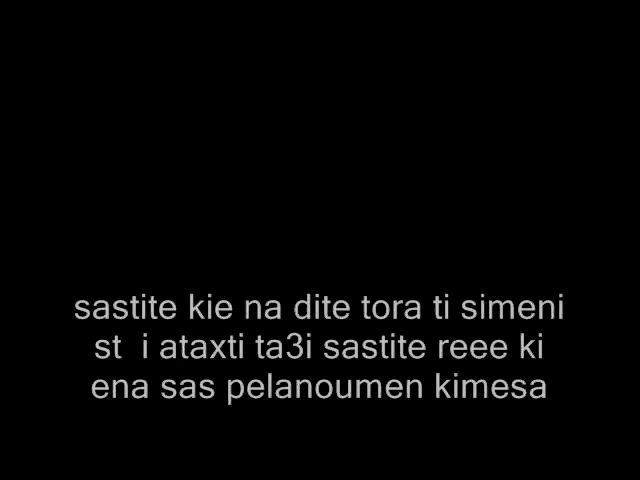 sastite kie na dite tora ti simeni
st  i ataxti ta3i sastite reee ki
ena sas pelanoumen kimesa